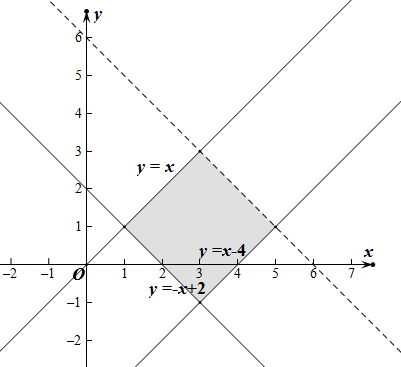 y
6
5
4
3
2
1
y = x
y =x-4
x
-2 -1 O 1 2 3 4 5 6 7
y =-x+2
-1
-2